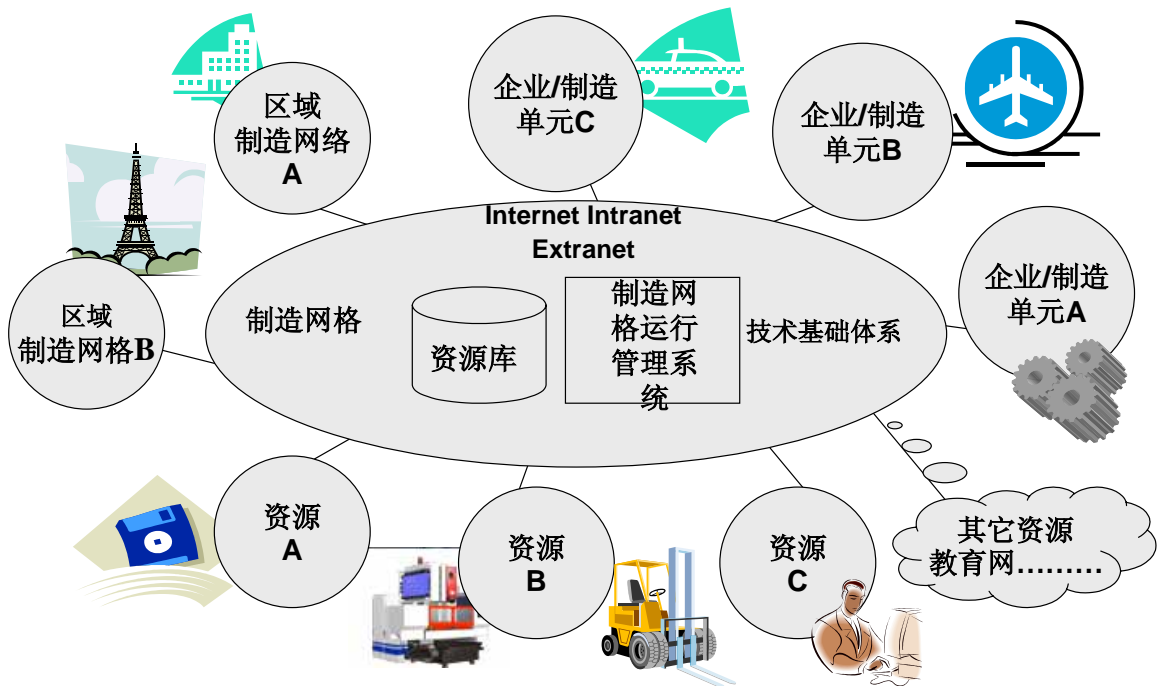 区域
制造网络
A
企业/制造
单元C
企业/制造
单元B
Internet Intranet
Extranet
企业/制造
单元A
区域
制造网格B
制造网格
资源库
制造网
格运行
管理系
统
技术基础体系
资源
A
资源
B
资源
C
其它资源
教育网………